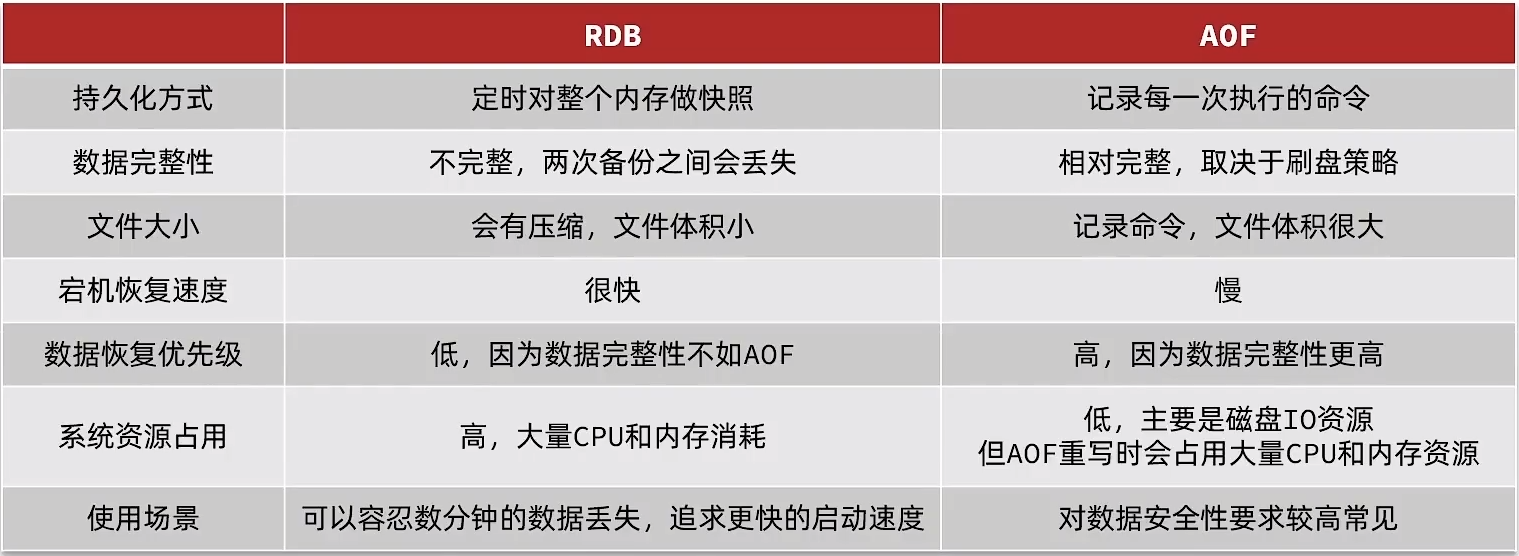 RDB AOF
持久化方式 定时对整个内存做快照 记录每一次执行的命令
数据完整性 不完整，两次备份之间会丢失 相对完整，取决于刷盘策略
文件大小 会有压缩，文件体积小 记录命令，文件体积很大
宕机恢复速度 很快 慢
数据恢复优先级 低，因为数据完整性不如AOF 高，因为数据完整性更高
系统资源占用 高，大量CPU和内存消耗 低，主要是磁盘IO资源
但AOF重写时会占用大量CPU和内存资源
使用场景 可以容忍数分钟的数据丢失，追求更快的启动速度 对数据安全性要求较高常见